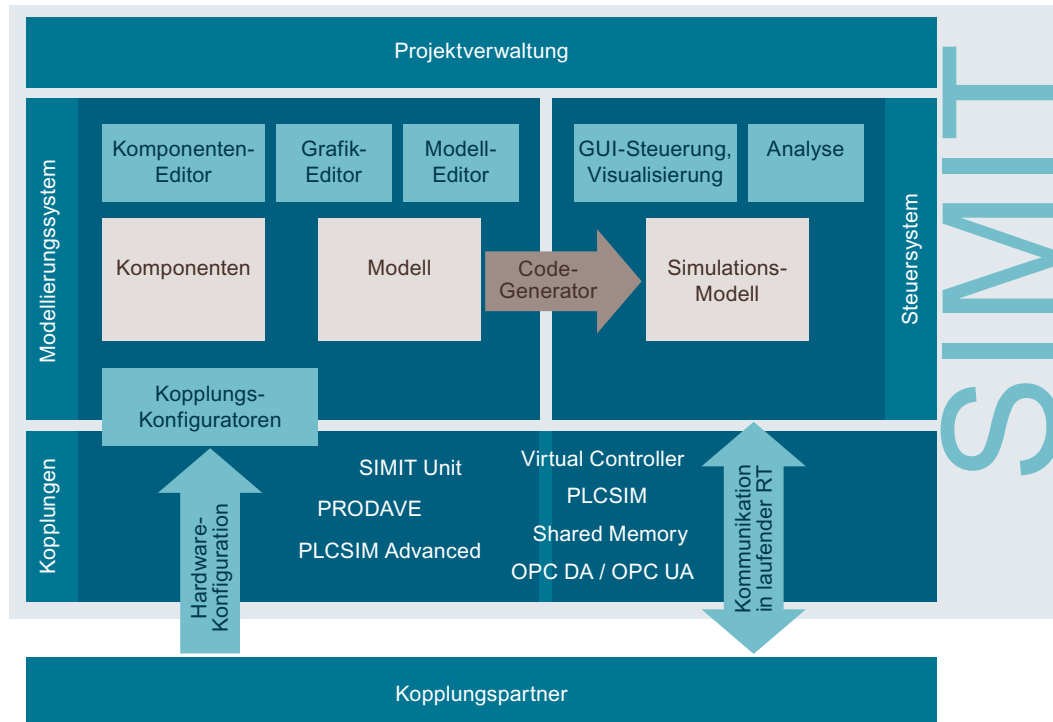 Projektverwaltung
SIMIT
Modellierungssystem
Komponenten-
Editor
Grafik-
Editor
Modell-
Editor
GUI-Steuerung,
Visualisierung
Analyse
Steuersystem
Komponenten
Modell
Code-
Generator
Simulations-
Modell
Kopplungs-
Konfiguratoren
Kopplungen
Hardware-
Konfiguration
SIMIT Unit
PRODAVE
PLCSIM Advanced
Virtual Controller
PLCSIM
Shared Memory
OPC DA / OPC UA
Kommunikation
in laufender RT
Kopplungspartner